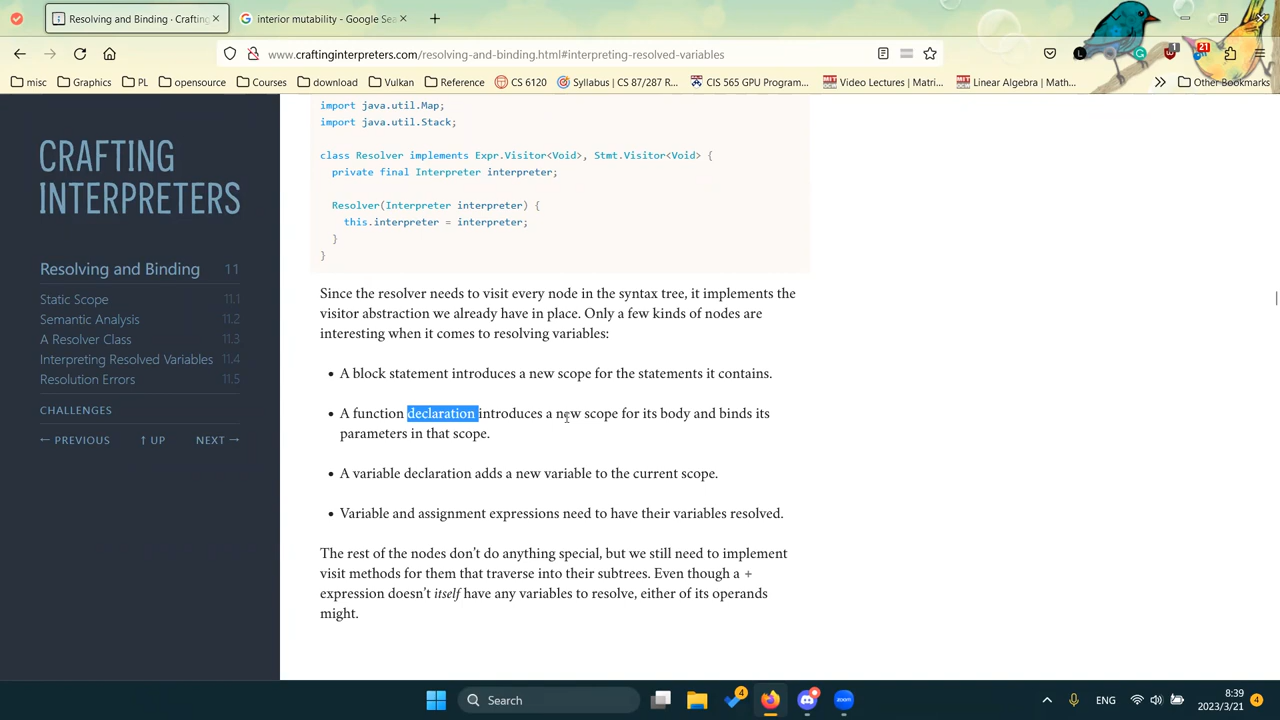 Resolving and Binding · Crafting
interior mutability - Google Sea
www.craftinginterpreters.com/resolving-and-binding.html#interpreting-resolved-variables
1
21
misc
Graphics
PL
opensource
Courses
download
Vulkan
Reference
CS 6120
Syllabus | CS 87/287 R...
CIS 565 GPU Program...
Video Lectures | Matri...
Linear Algebra | Math...
Other Bookmarks
CRAFTING
INTERPRETERS
Resolving and Binding 11
Static Scope 11.1
Semantic Analysis 11.2
A Resolver Class 11.3
Interpreting Resolved Variables 11.4
Resolution Errors 11.5
CHALLENGES
← PREVIOUS ↑ UP NEXT →
import java.util.Map;
import java.util.Stack;
class Resolver implements Expr.Visitor<Void>, Stmt.Visitor<Void> {
private final Interpreter interpreter;
Resolver(Interpreter interpreter) {
this.interpreter = interpreter;
}
}
Since the resolver needs to visit every node in the syntax tree, it implements the
visitor abstraction we already have in place. Only a few kinds of nodes are
interesting when it comes to resolving variables:
• A block statement introduces a new scope for the statements it contains.
• A function declaration introduces a new scope for its body and binds its
parameters in that scope.
• A variable declaration adds a new variable to the current scope.
• Variable and assignment expressions need to have their variables resolved.
The rest of the nodes don't do anything special, but we still need to implement
visit methods for them that traverse into their subtrees. Even though a +
expression doesn't itself have any variables to resolve, either of its operands
might.
Search
4
ENG
8:39
2023/3/21
4